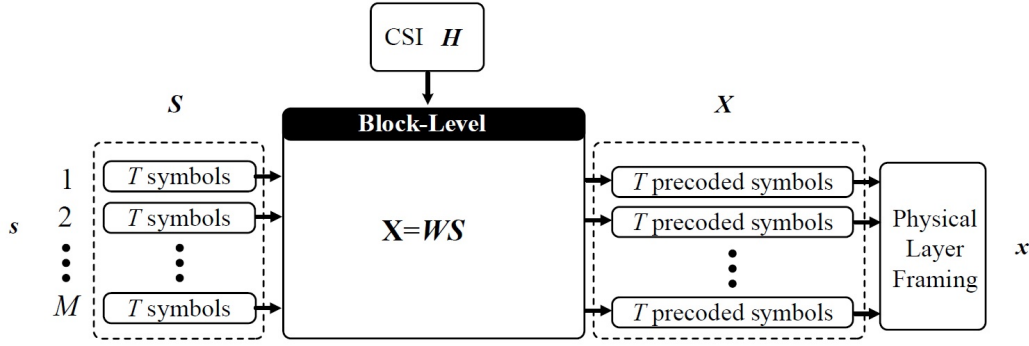 CSI H
S
X
Block-Level
s
1
T symbols
2
T symbols
M
T symbols
X=WS
T precoded symbols
T precoded symbols
T precoded symbols
Physical
Layer
Framing
x